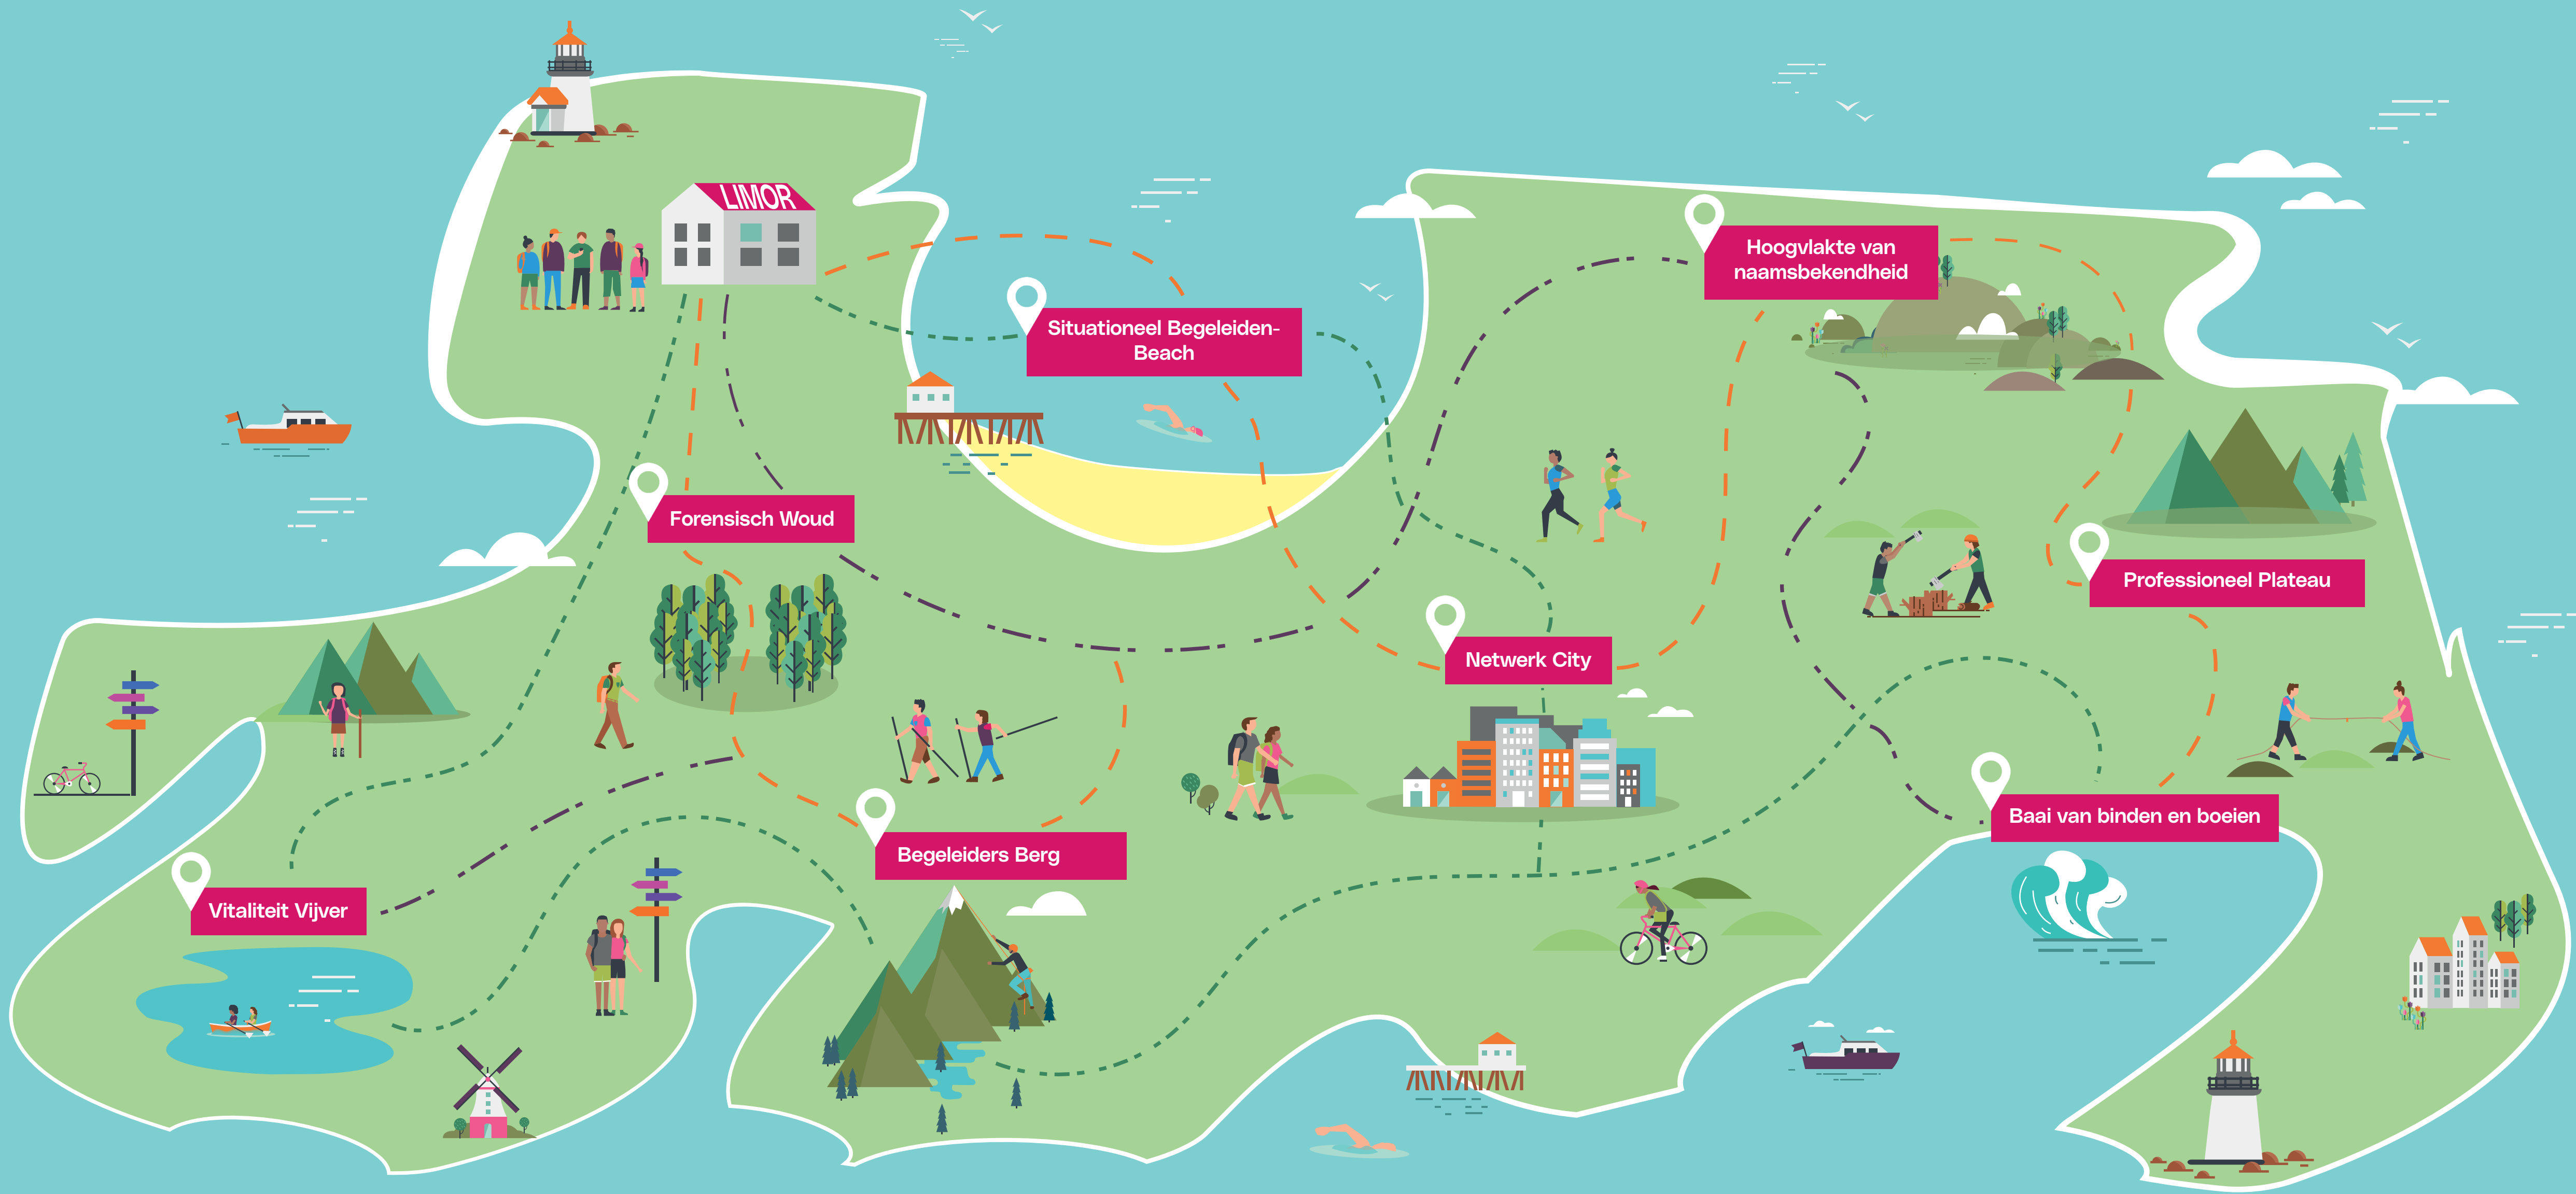 LIMOR
Hoogvlakte van
naamsbekendheid
Situationeel Begeleiden-
Beach
Forensisch Woud
Professioneel Plateau
Netwerk City
Baai van binden en boeien
Begeleiders Berg
Vitaliteit Vijver